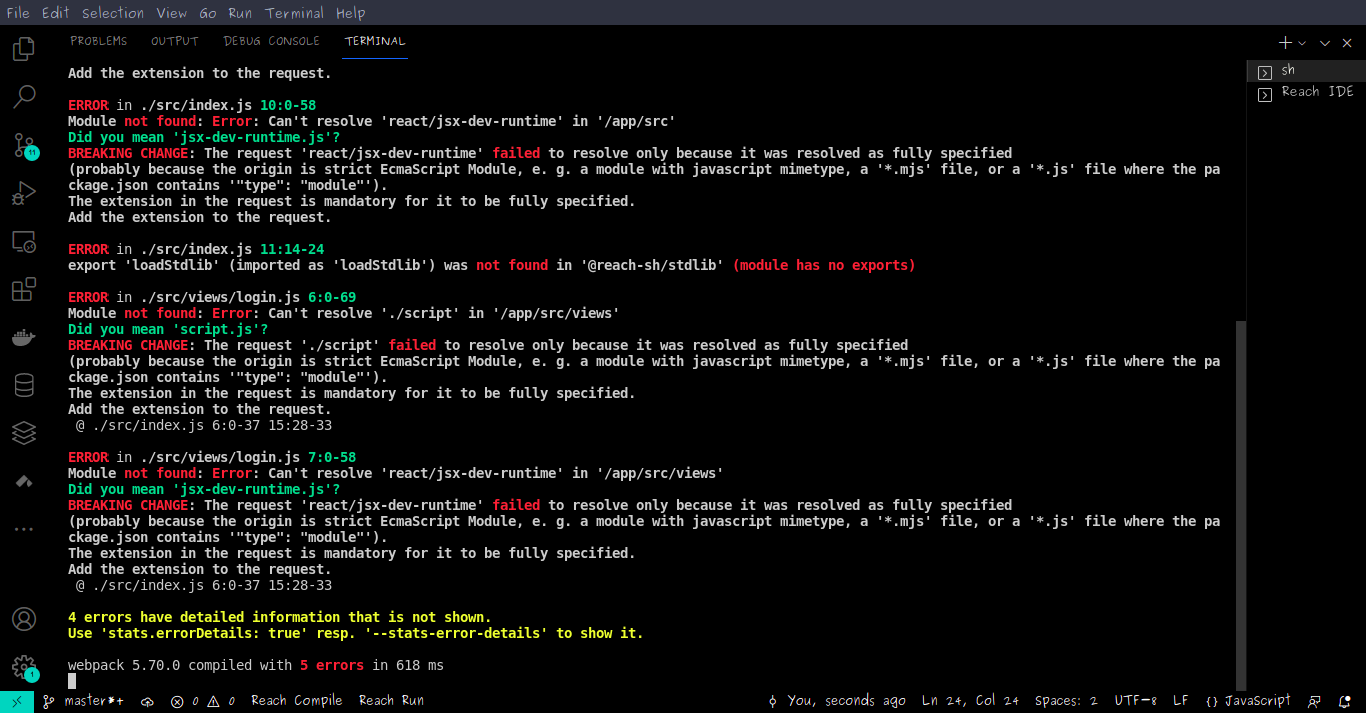 File Edit Selection View Go Run Terminal Help
PROBLEMS OUTPUT DEBUG CONSOLE TERMINAL
sh
Reach IDE
Add the extension to the request.
ERROR in ./src/index.js 10:0-58
Module not found: Error: Can't resolve 'react/jsx-dev-runtime' in '/app/src'
Did you mean 'jsx-dev-runtime.js'?
BREAKING CHANGE: The request 'react/jsx-dev-runtime' failed to resolve only because it was resolved as fully specified
(probably because the origin is strict EcmaScript Module, e. g. a module with javascript mimetype, a '*.mjs' file, or a '*.js' file where the pa
ckage.json contains '"type": "module"').
The extension in the request is mandatory for it to be fully specified.
Add the extension to the request.
ERROR in ./src/index.js 11:14-24
export 'loadStdlib' (imported as 'loadStdlib') was not found in '@reach-sh/stdlib' (module has no exports)
ERROR in ./src/views/login.js 6:0-69
Module not found: Error: Can't resolve './script' in '/app/src/views'
Did you mean 'script.js'?
BREAKING CHANGE: The request './script' failed to resolve only because it was resolved as fully specified
(probably because the origin is strict EcmaScript Module, e. g. a module with javascript mimetype, a '*.mjs' file, or a '*.js' file where the pa
ckage.json contains '"type": "module"').
The extension in the request is mandatory for it to be fully specified.
Add the extension to the request.
@ ./src/index.js 6:0-37 15:28-33
ERROR in ./src/views/login.js 7:0-58
Module not found: Error: Can't resolve 'react/jsx-dev-runtime' in '/app/src/views'
Did you mean 'jsx-dev-runtime.js'?
BREAKING CHANGE: The request 'react/jsx-dev-runtime' failed to resolve only because it was resolved as fully specified
(probably because the origin is strict EcmaScript Module, e. g. a module with javascript mimetype, a '*.mjs' file, or a '*.js' file where the pa
ckage.json contains '"type": "module"').
The extension in the request is mandatory for it to be fully specified.
Add the extension to the request.
@ ./src/index.js 6:0-37 15:28-33
4 errors have detailed information that is not shown.
Use 'stats.errorDetails: true' resp. '--stats-error-details' to show it.
webpack 5.70.0 compiled with 5 errors in 618 ms
11
1
master*+ 0 0 Reach Compile Reach Run You, seconds ago Ln 24, Col 24 Spaces: 2 UTF-8 LF {} JavaScript